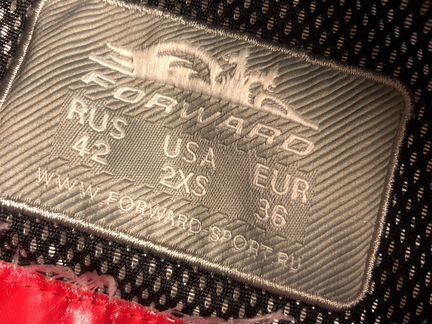 FORWARD
RUS USA EUR
42 2XS 36
WWW.FORWARD-SPORT.RU